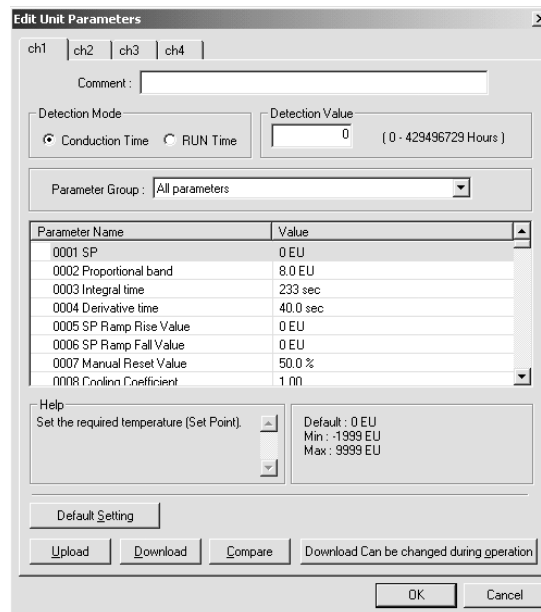 Edit Unit Parameters
ch1 ch2 ch3 ch4
Comment :
Detection Mode
Conduction Time RUN Time
Detection Value
0 ( 0 - 429496729 Hours )
Parameter Group : All parameters
Parameter Name Value
0001 SP 0 EU
0002 Proportional band 8.0 EU
0003 Integral time 233 sec
0004 Derivative time 40.0 sec
0005 SP Ramp Rise Value 0 EU
0006 SP Ramp Fall Value 0 EU
0007 Manual Reset Value 50.0 %
0008 Cooling Coefficient 1.00
Help
Set the required temperature (Set Point).
Default : 0 EU
Min : -1999 EU
Max : 9999 EU
Default Setting
Upload Download Compare Download Can be changed during operation
OK Cancel